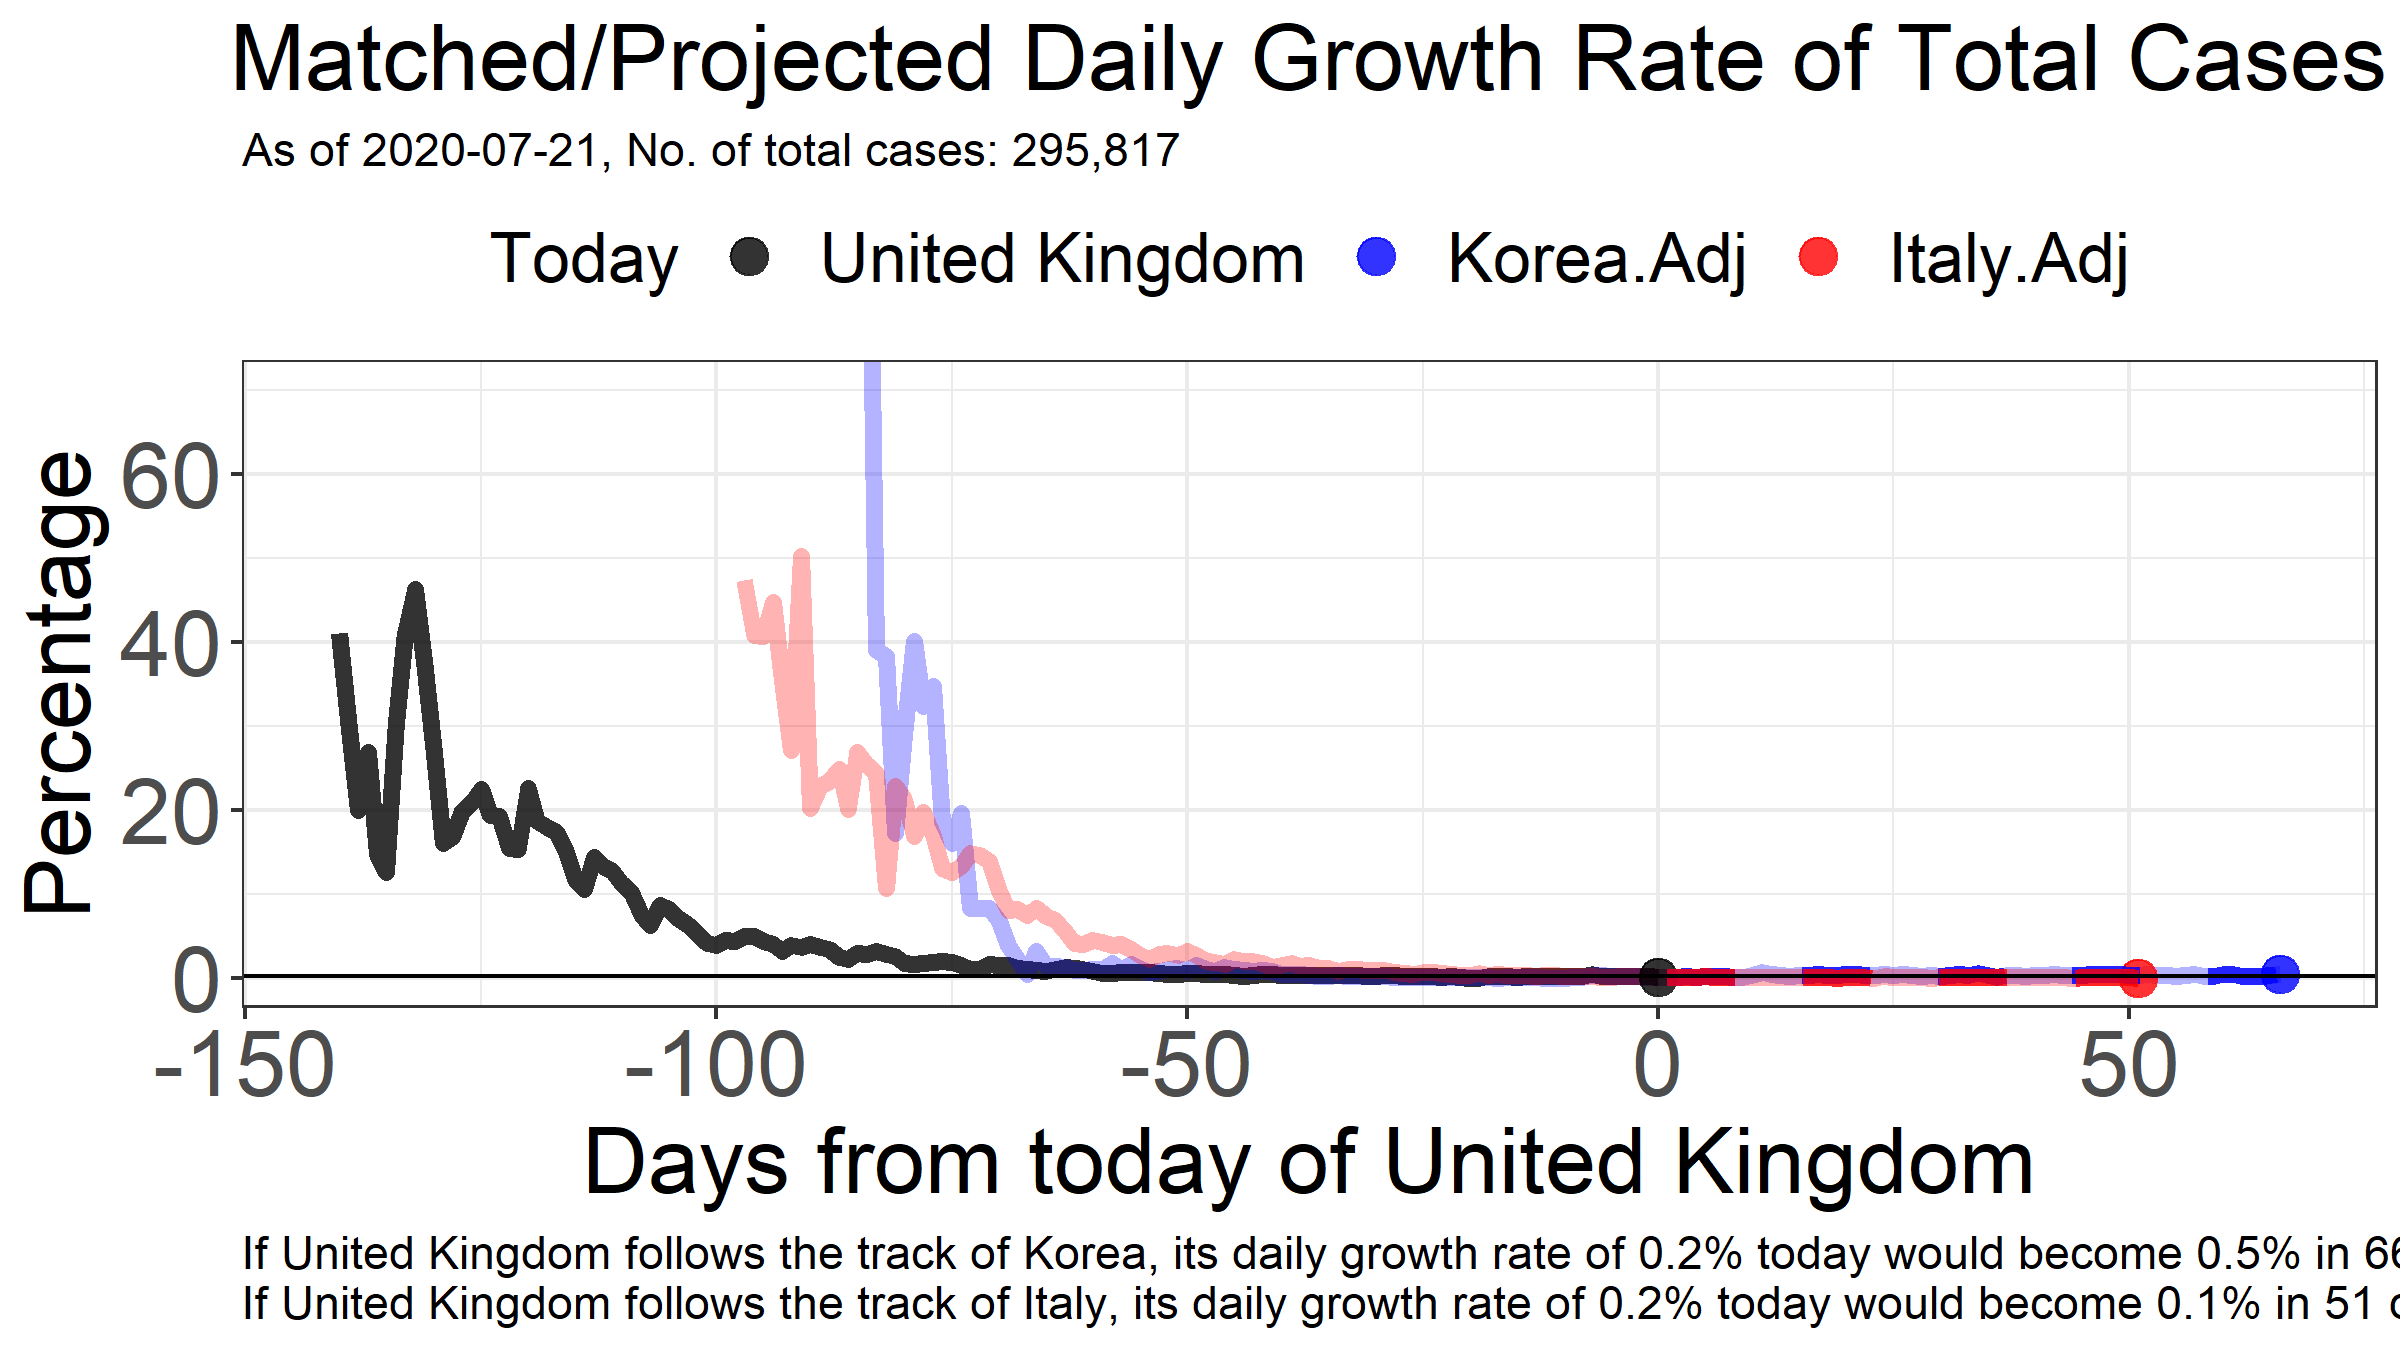 Matched/Projected Daily Growth Rate of Total Cases
As of 2020-07-21, No. of total cases: 295,817
Today United Kingdom Korea.Adj Italy.Adj
Percentage
60
40
20
0
-150 -100 -50 0 50
Days from today of United Kingdom
If United Kingdom follows the track of Korea, its daily growth rate of 0.2% today would become 0.5% in 66
If United Kingdom follows the track of Italy, its daily growth rate of 0.2% today would become 0.1% in 51